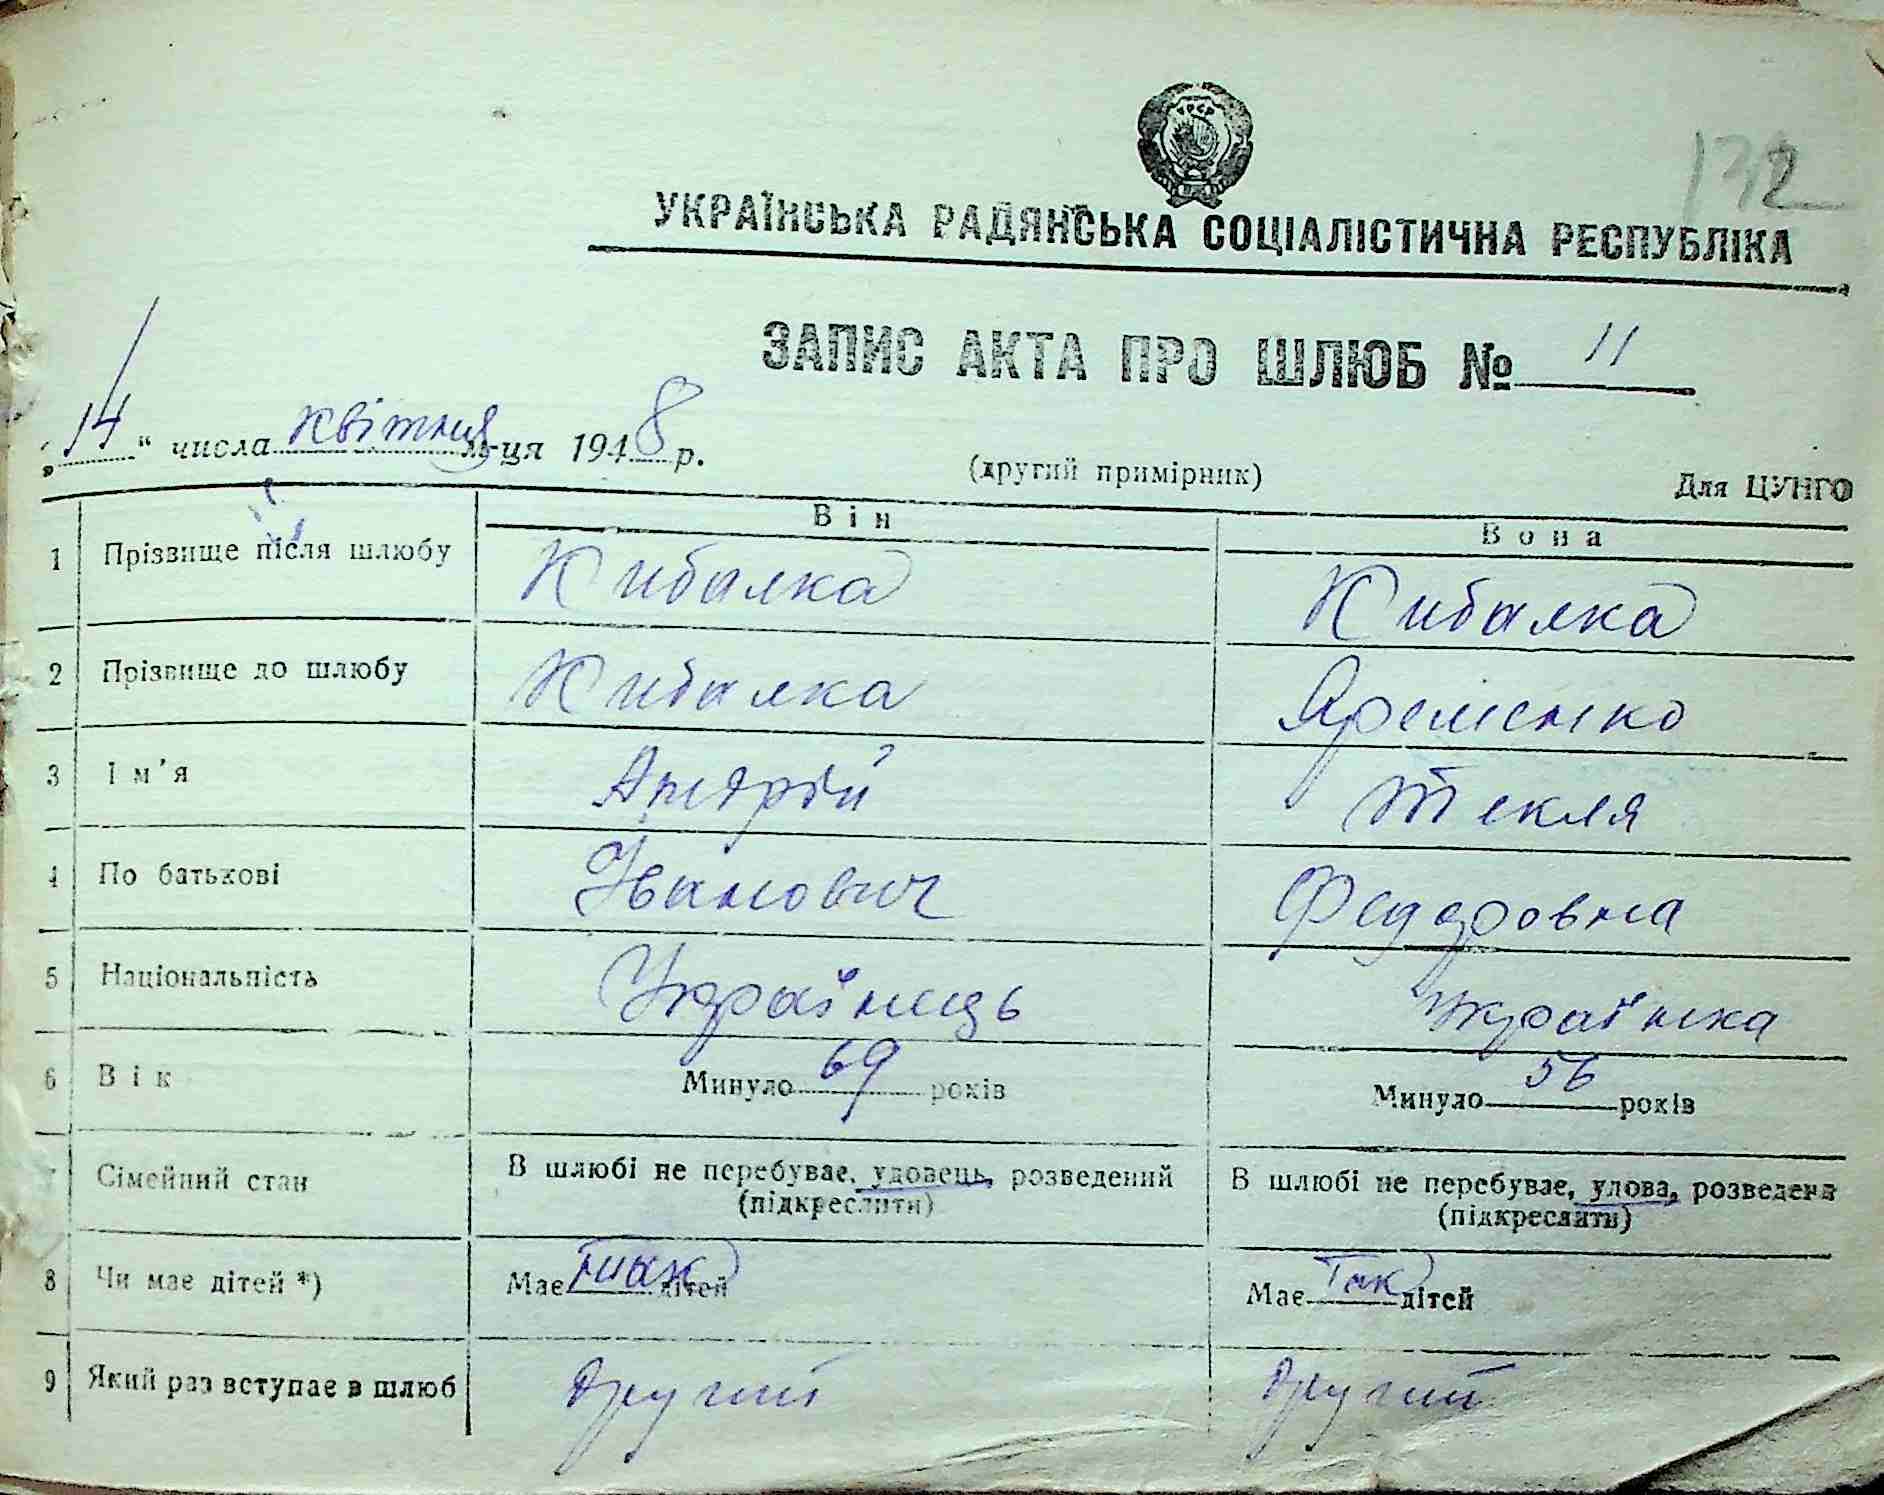 УРСР
132
УКРАЇНСЬКА РАДЯНСЬКА СОЦІАЛІСТИЧНА РЕСПУБЛІКА
ЗАПИС АКТА ПРО ШЛЮБ № 11
„14“ числа квітня м-ця 1948 р. (другий примірник) Для ЦУНГО
Він Вона
1 Прізвище після шлюбу Кибалка Кибалка
2 Прізвище до шлюбу Кибалка Яременко
3 Ім'я Андрій Текля
4 По батькові Іванович Федоровна
5 Національність Українець Українка
6 Вік Минуло 69 років Минуло 56 років
7 Сімейний стан В шлюбі не перебуває, удовець, розведений В шлюбі не перебуває, удова, розведена
(підкреслити) (підкреслити)
8 Чи має дітей *) Має так дітей Має так дітей
9 Який раз вступає в шлюб другий другий